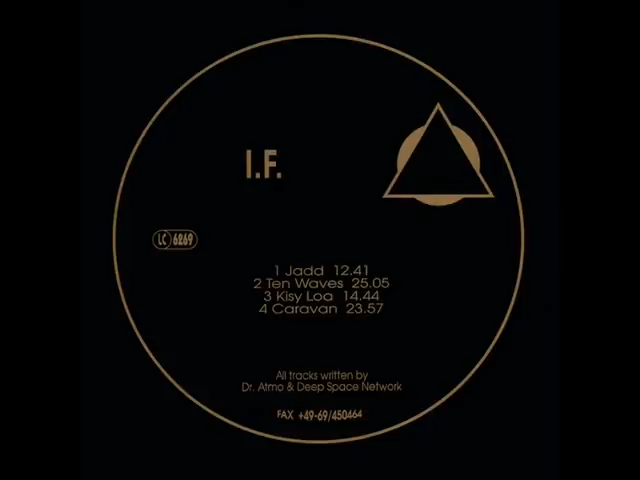 I.F.
LC 6269
1 Jadd 12.41
2 Ten Waves 25.05
3 Kisy Loa 14.44
4 Caravan 23.57
All tracks written by
Dr. Atmo & Deep Space Network
FAX +49-69/450464